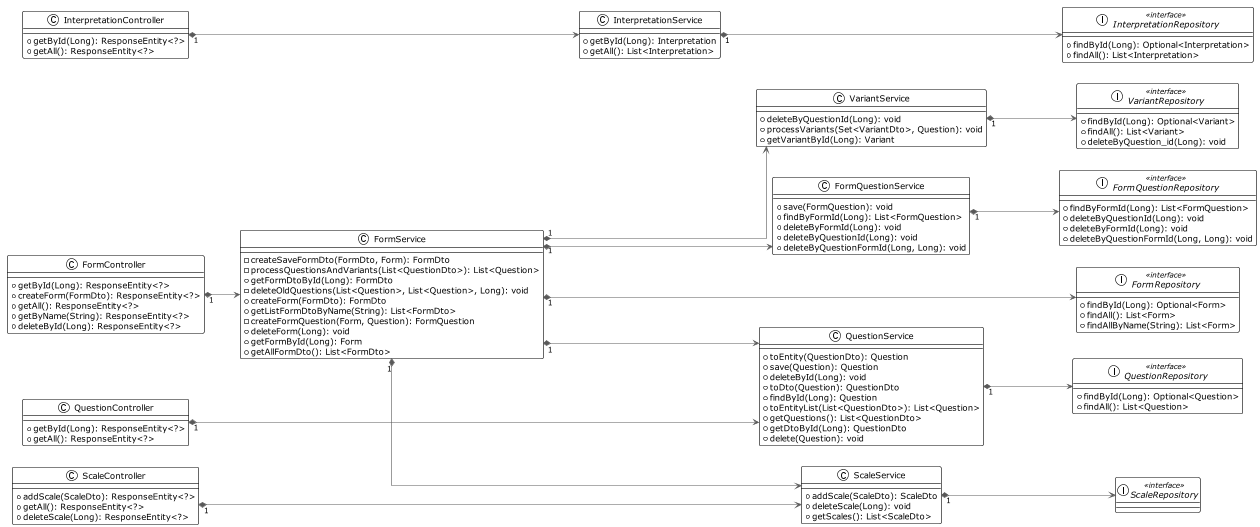 C InterpretationController
getById(Long): ResponseEntity<?>
getAll(): ResponseEntity<?>
1
C InterpretationService
getById(Long): Interpretation
getAll(): List<Interpretation>
1
«interface»
I InterpretationRepository
findById(Long): Optional<Interpretation>
findAll(): List<Interpretation>
C VariantService
deleteByQuestionId(Long): void
processVariants(Set<VariantDto>, Question): void
getVariantById(Long): Variant
1
«interface»
I VariantRepository
findById(Long): Optional<Variant>
findAll(): List<Variant>
deleteByQuestion_id(Long): void
C FormQuestionService
save(FormQuestion): void
findByFormId(Long): List<FormQuestion>
deleteByFormId(Long): void
deleteByQuestionId(Long): void
deleteByQuestionFormId(Long, Long): void
1
«interface»
I FormQuestionRepository
findByFormId(Long): List<FormQuestion>
deleteByQuestionId(Long): void
deleteByFormId(Long): void
deleteByQuestionFormId(Long, Long): void
C FormController
getById(Long): ResponseEntity<?>
createForm(FormDto): ResponseEntity<?>
getAll(): ResponseEntity<?>
getByName(String): ResponseEntity<?>
deleteById(Long): ResponseEntity<?>
1
C FormService
createSaveFormDto(FormDto, Form): FormDto
processQuestionsAndVariants(List<QuestionDto>): List<Question>
getFormDtoById(Long): FormDto
deleteOldQuestions(List<Question>, List<Question>, Long): void
createForm(FormDto): FormDto
getListFormDtoByName(String): List<FormDto>
createFormQuestion(Form, Question): FormQuestion
deleteForm(Long): void
getFormById(Long): Form
getAllFormDto(): List<FormDto>
1
1
1
1
1
«interface»
I FormRepository
findById(Long): Optional<Form>
findAll(): List<Form>
findAllByName(String): List<Form>
C QuestionService
toEntity(QuestionDto): Question
save(Question): Question
deleteById(Long): void
toDto(Question): QuestionDto
findById(Long): Question
toEntityList(List<QuestionDto>): List<Question>
getQuestions(): List<QuestionDto>
getDtoById(Long): QuestionDto
delete(Question): void
1
«interface»
I QuestionRepository
findById(Long): Optional<Question>
findAll(): List<Question>
C QuestionController
getById(Long): ResponseEntity<?>
getAll(): ResponseEntity<?>
1
C ScaleController
addScale(ScaleDto): ResponseEntity<?>
getAll(): ResponseEntity<?>
deleteScale(Long): ResponseEntity<?>
1
C ScaleService
addScale(ScaleDto): ScaleDto
deleteScale(Long): void
getScales(): List<ScaleDto>
1
«interface»
I ScaleRepository